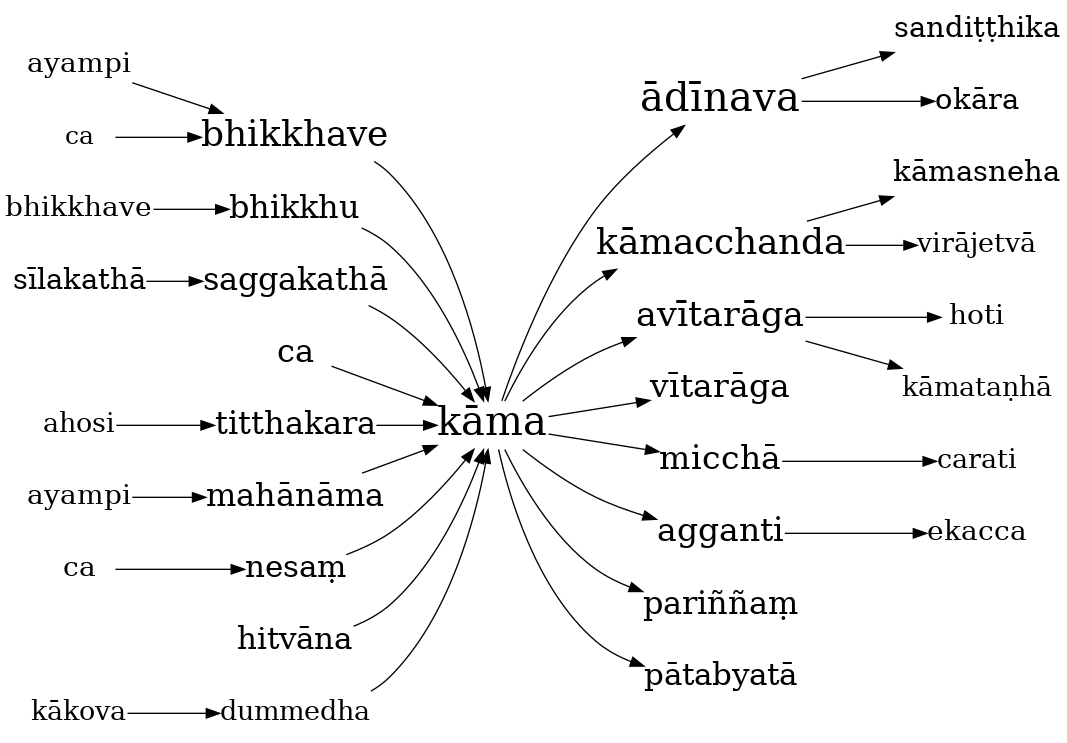 ayampi
ca
bhikkhave
bhikkhave
bhikkhu
sīlakathā
saggakathā
ca
ahosi
titthakara
ayampi
mahānāma
ca
nesaṃ
hitvāna
kākova
dummedha
kāma
ādīnava
sandiṭṭhika
okāra
kāmacchanda
kāmasneha
virājetvā
avītarāga
hoti
kāmataṇhā
vītarāga
micchā
carati
agganti
ekacca
pariññaṃ
pātabyatā